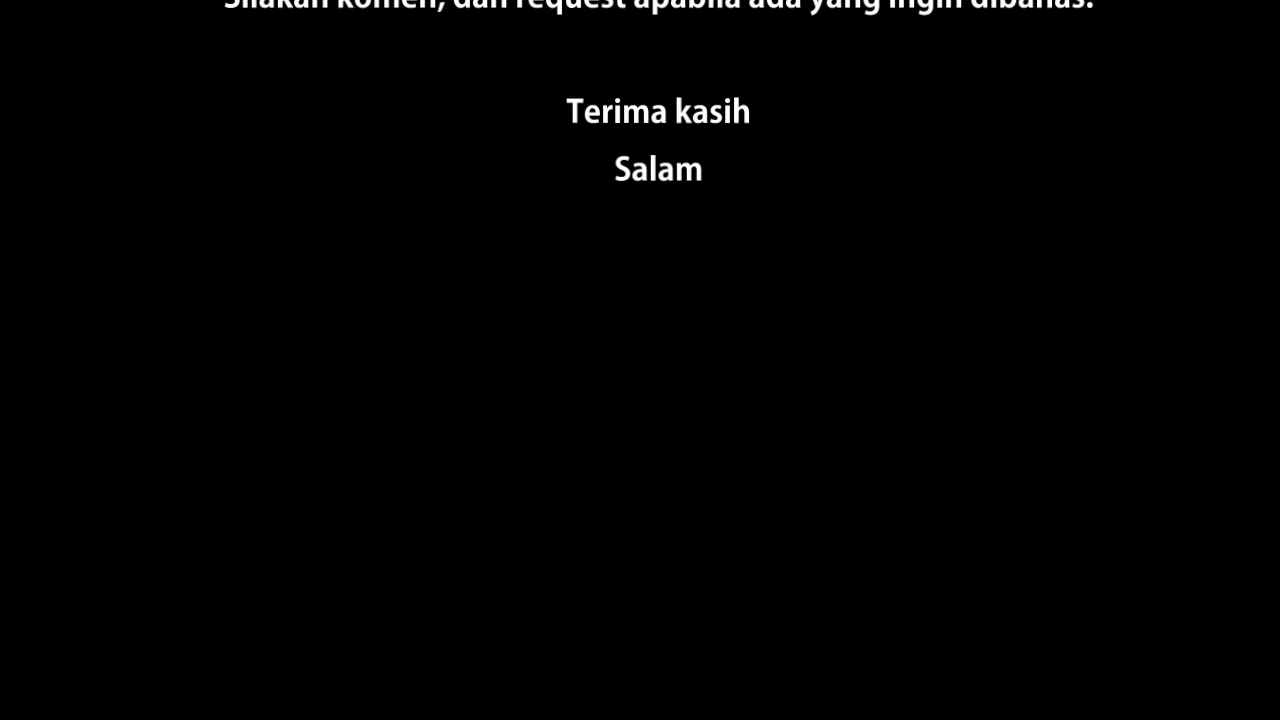 Silakan komen, dan request apabila ada yang ingin dibahas.
Terima kasih
Salam